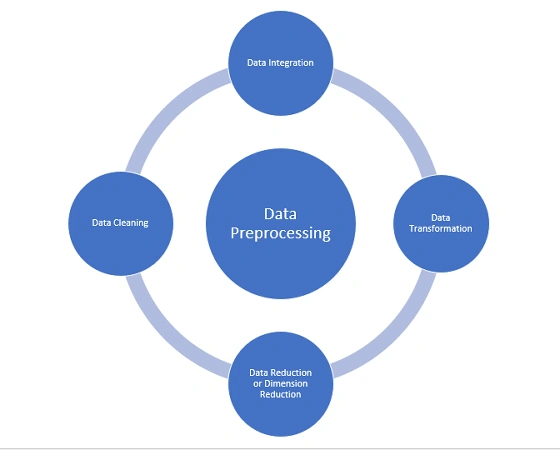 Data Integration
Data Cleaning
Data
Preprocessing
Data
Transformation
Data Reduction
or Dimension
Reduction